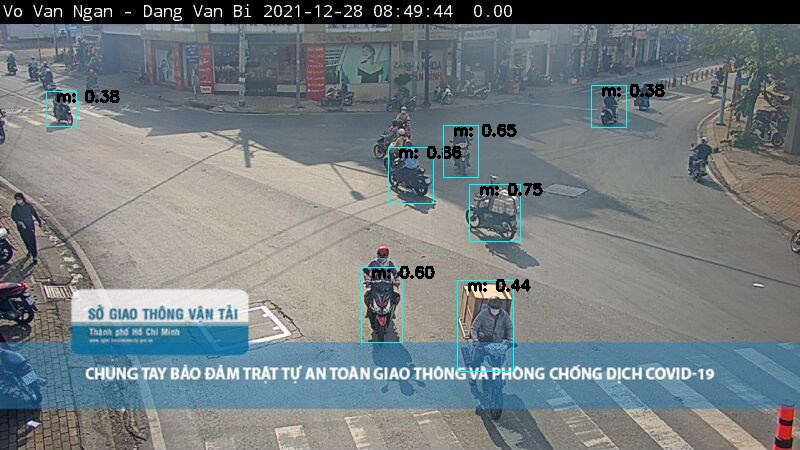 Vo Van Ngan - Dang Van Bi 2021-12-28 08:49:44  0.00
m: 0.38
m: 0.38
m: 0.65
m: 0.86
m: 0.75
m: 0.60
m: 0.44
SỞ GIAO THÔNG VẬN TẢI
Thành phố Hồ Chí Minh
CHUNG TAY BẢO ĐẢM TRẬT TỰ AN TOÀN GIAO THÔNG VÀ PHÒNG CHỐNG DỊCH COVID-19